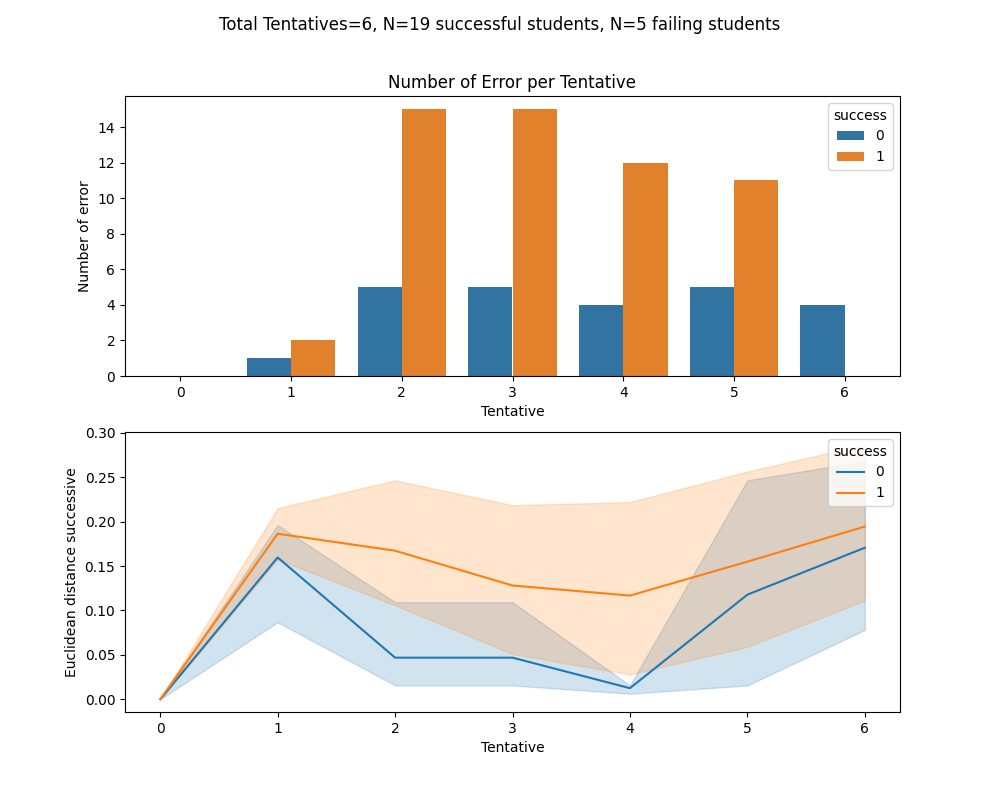 Total Tentatives=6, N=19 successful students, N=5 failing students
Number of Error per Tentative
Number of error
14
12
10
8
6
4
2
0
success
0
1
0 1 2 3 4 5 6
Tentative
Euclidean distance successive
0.30
0.25
0.20
0.15
0.10
0.05
0.00
success
0
1
0 1 2 3 4 5 6
Tentative